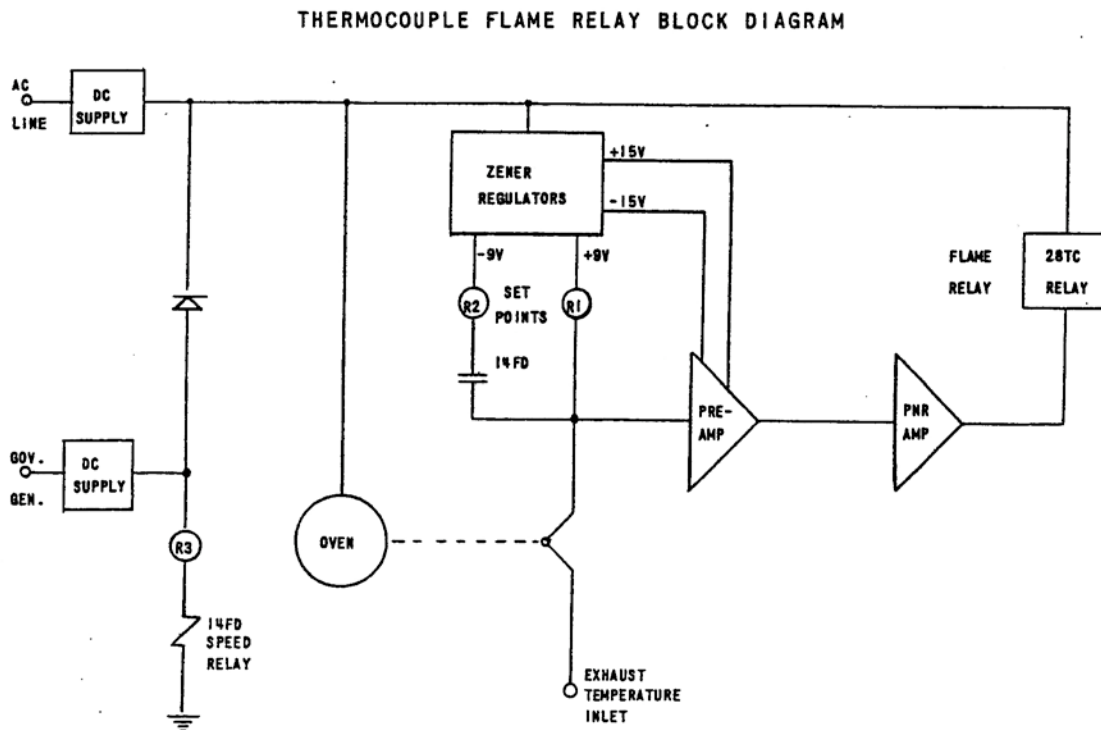 THERMOCOUPLE FLAME RELAY BLOCK DIAGRAM
AC
LINE
DC
SUPPLY
ZENER
REGULATORS
+15V
-15V
-9V
+9V
R2
SET
POINTS
R1
14FD
FLAME
RELAY
28TC
RELAY
PRE-
AMP
PWR
AMP
GOV.
GEN.
DC
SUPPLY
R3
14FD
SPEED
RELAY
OVEN
EXHAUST
TEMPERATURE
INLET